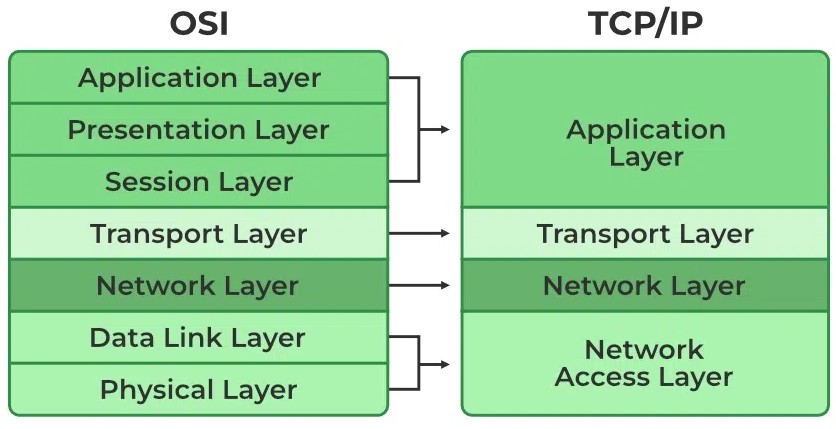 OSI
TCP/IP
Application Layer
Presentation Layer
Session Layer
Transport Layer
Network Layer
Data Link Layer
Physical Layer
Application
Layer
Transport Layer
Network Layer
Network
Access Layer